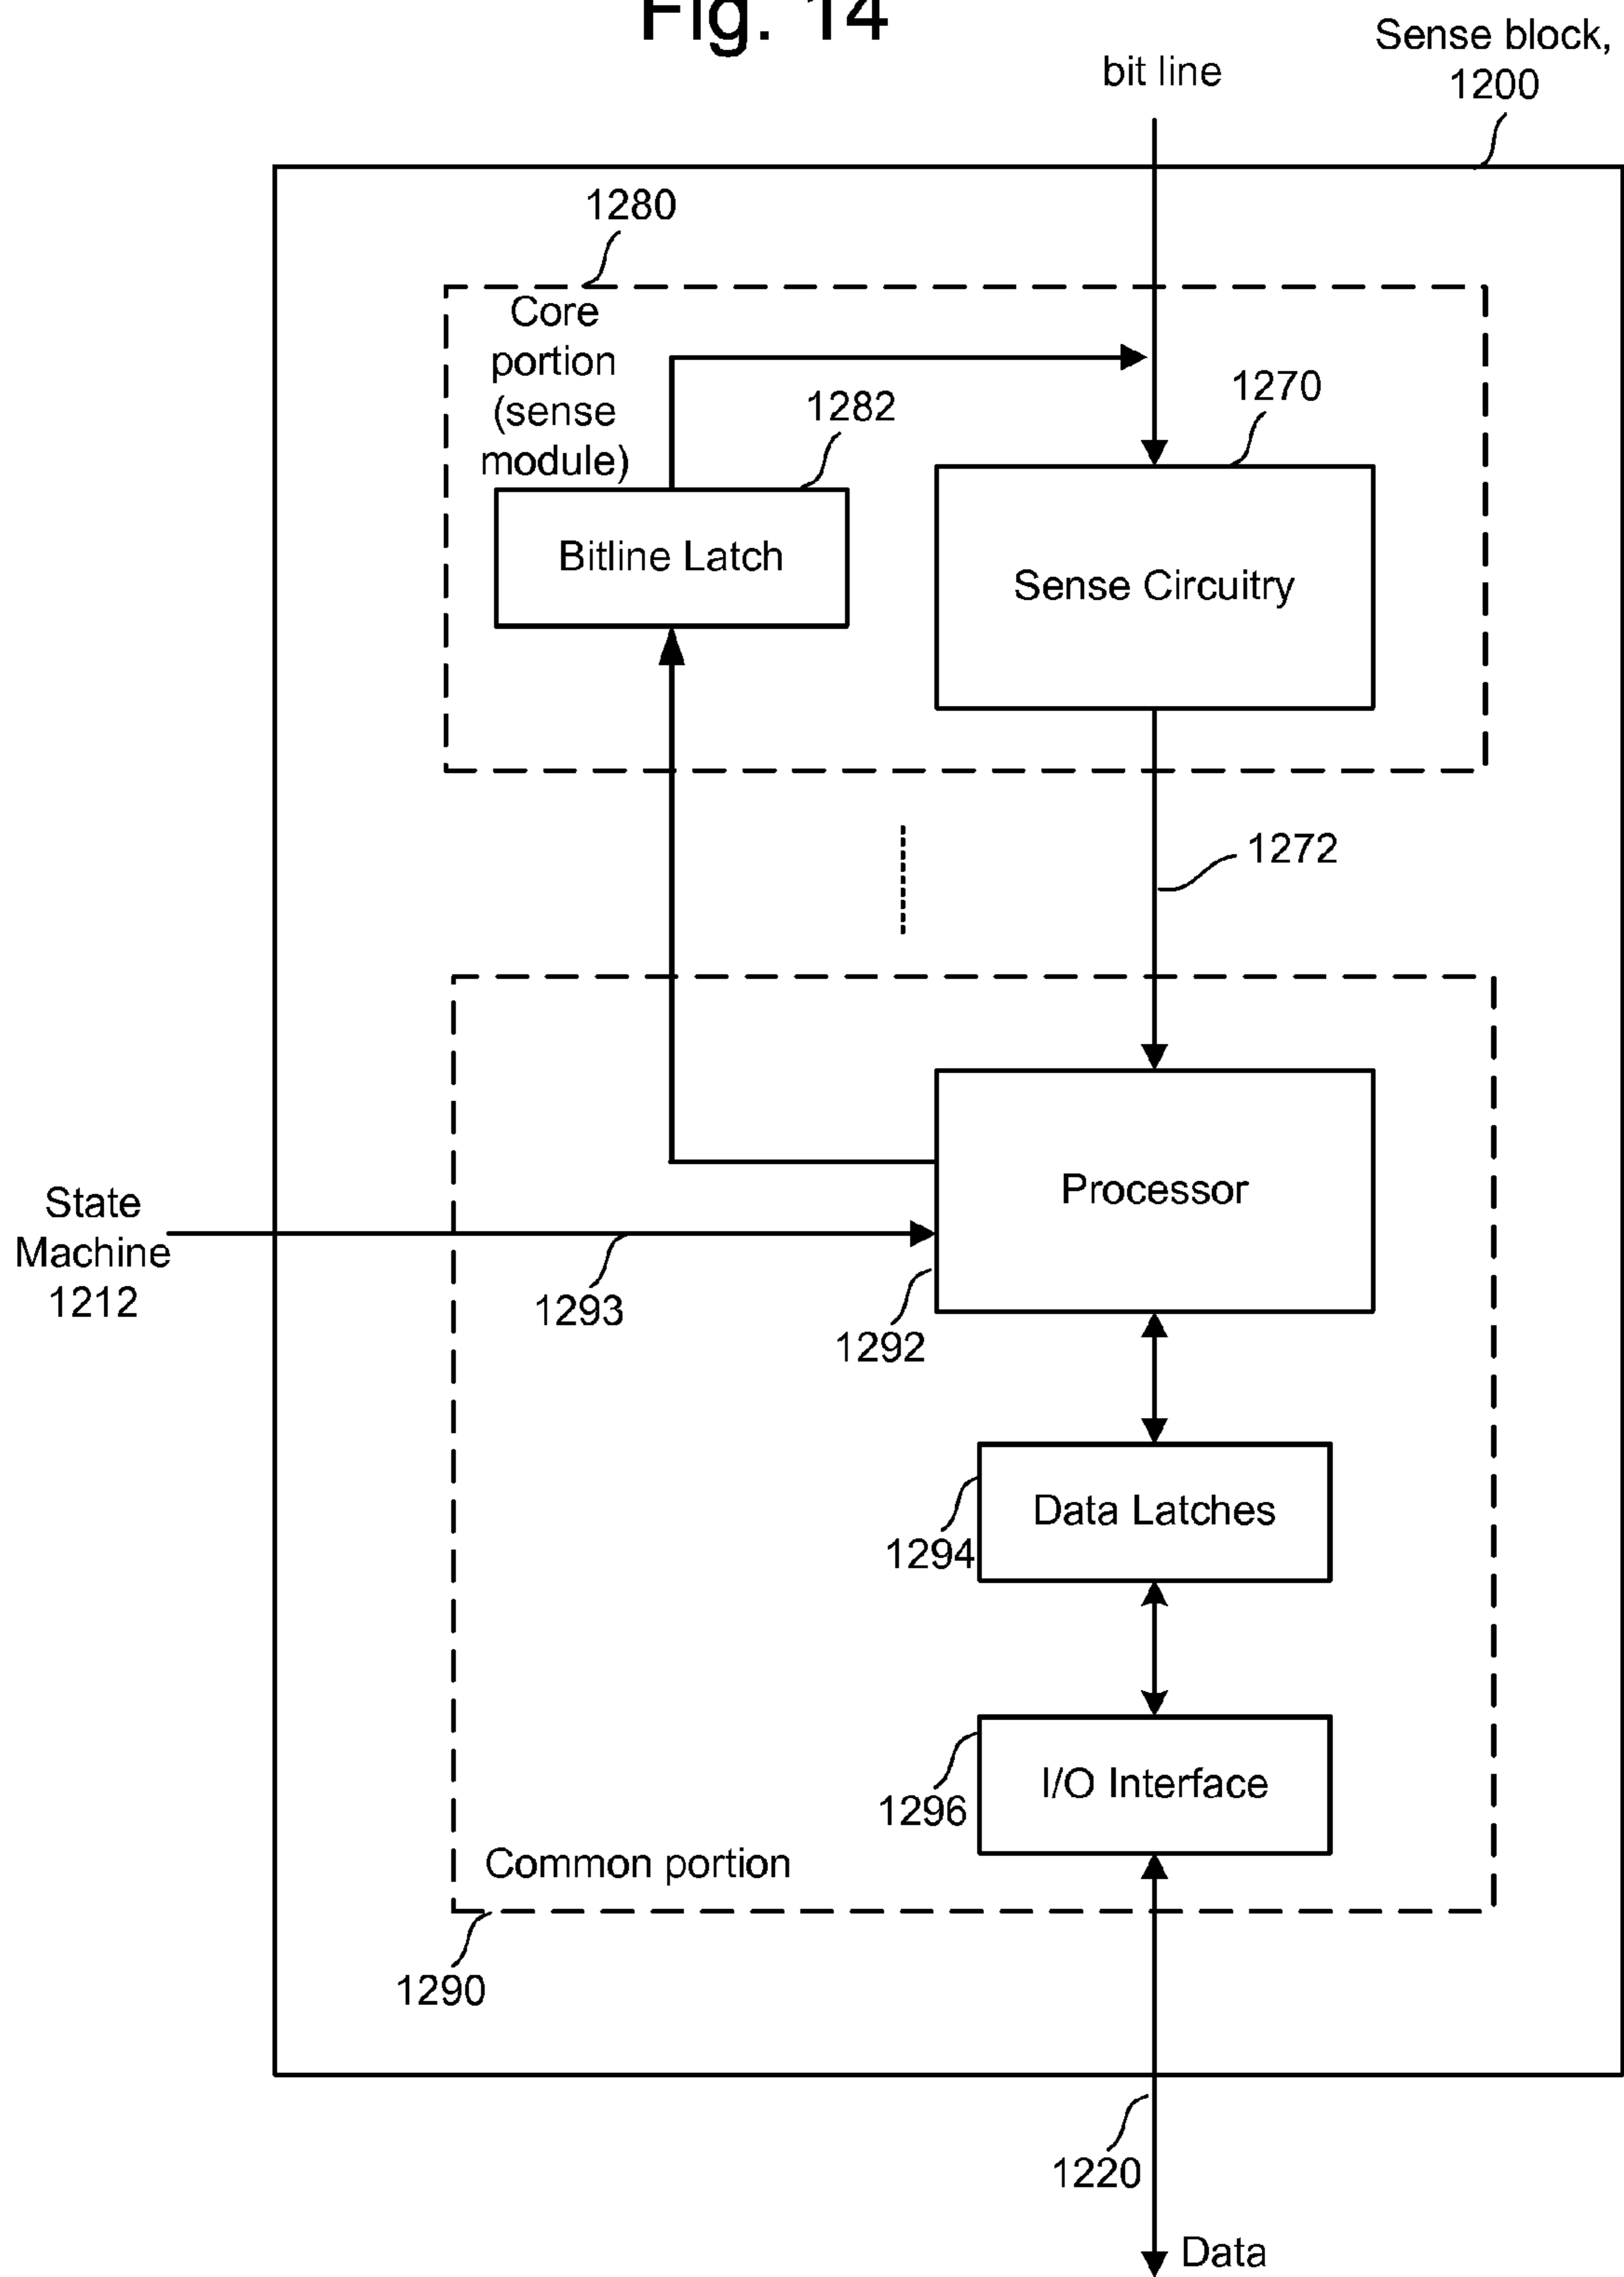 Fig. 14
Sense block,
1200
bit line
1280
Core
portion
(sense
module)
1282
1270
Bitline Latch
Sense Circuitry
1272
Processor
State
Machine
1212
1293
1292
Data Latches
1294
I/O Interface
1296
Common portion
1290
1220
Data